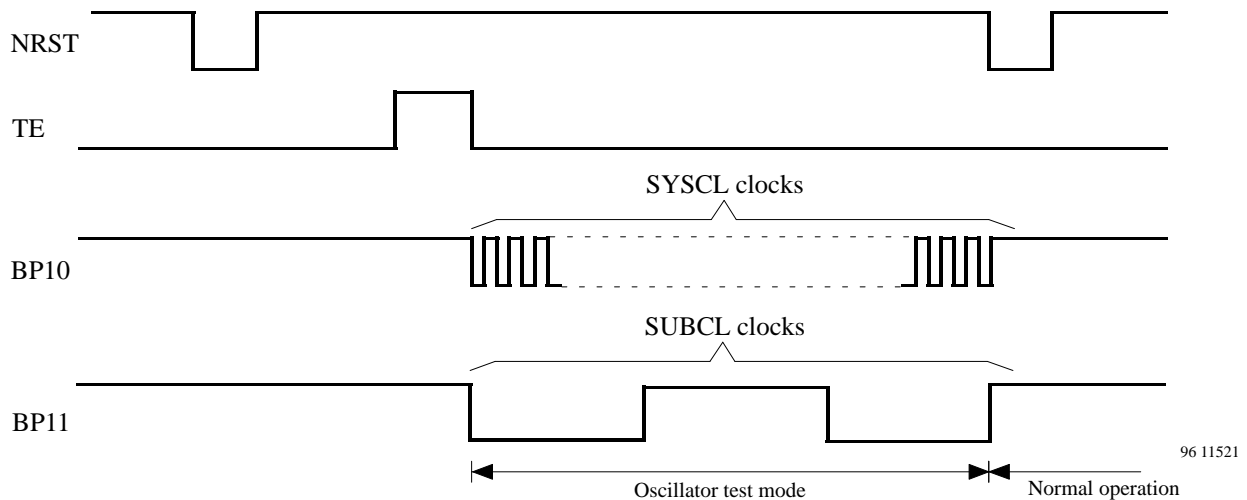 NRST
TE
SYSCL clocks
BP10
SUBCL clocks
BP11
96 11521
Oscillator test mode
Normal operation